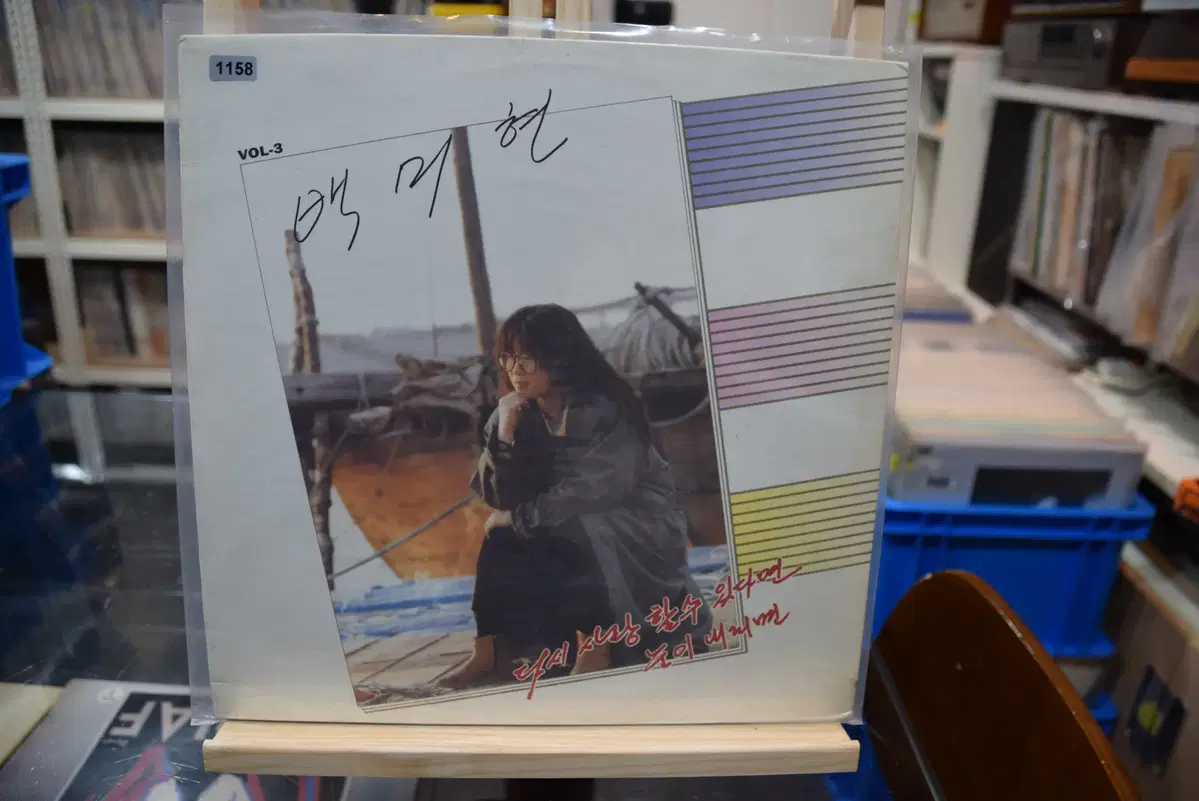 1158
VOL-3
백 미 현
다시 사랑 할수 있다면
눈이 내리면